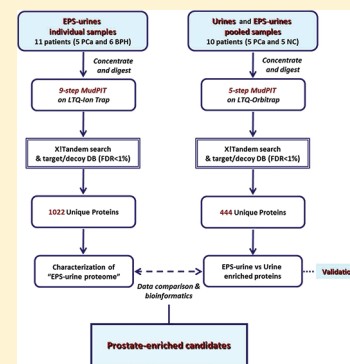 EPS-urines
individual samples
11 patients (5 PCa and 6 BPH)
Concentrate
and digest
9-step MudPIT
on LTQ-Ion Trap
X!Tandem search
& target/decoy DB (FDR<1%)
1022 Unique Proteins
Characterization of
"EPS-urine proteome"
Urines and EPS-urines
pooled samples
10 patients (5 PCa and 5 NC)
Concentrate
and digest
5-step MudPIT
on LTQ-Orbitrap
X!Tandem search
& target/decoy DB (FDR<1%)
444 Unique Proteins
EPS-urine vs Urine
enriched proteins
Validatio
Data comparison &
bioinformatics
Prostate-enriched candidates